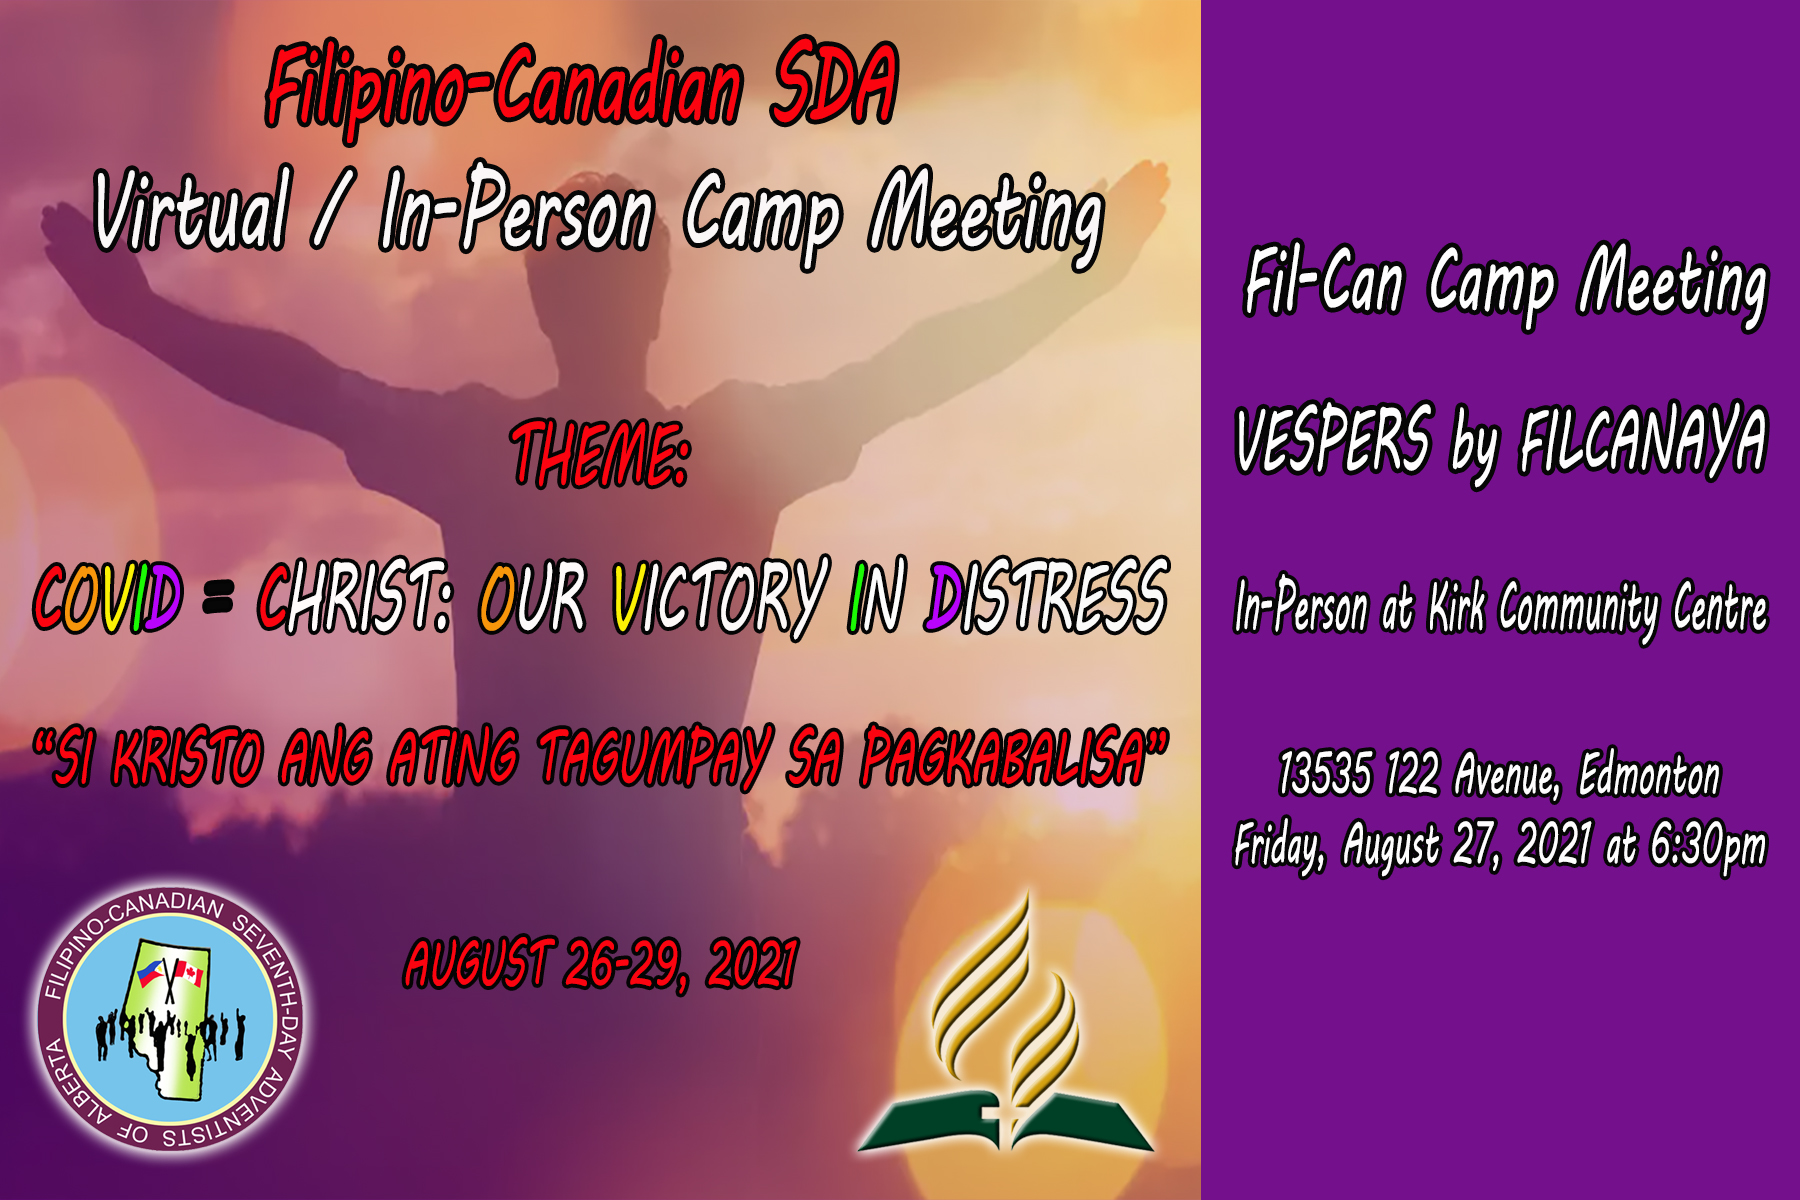 Filipino-Canadian SDA
Virtual / In-Person Camp Meeting
THEME:
COVID = CHRIST: OUR VICTORY IN DISTRESS
“SI KRISTO ANG ATING TAGUMPAY SA PAGKABALISA”
AUGUST 26-29, 2021
FILIPINO-CANADIAN SEVENTH-DAY ADVENTISTS OF ALBERTA
Fil-Can Camp Meeting
VESPERS by FILCANAYA
In-Person at Kirk Community Centre
13535 122 Avenue, Edmonton
Friday, August 27, 2021 at 6:30pm